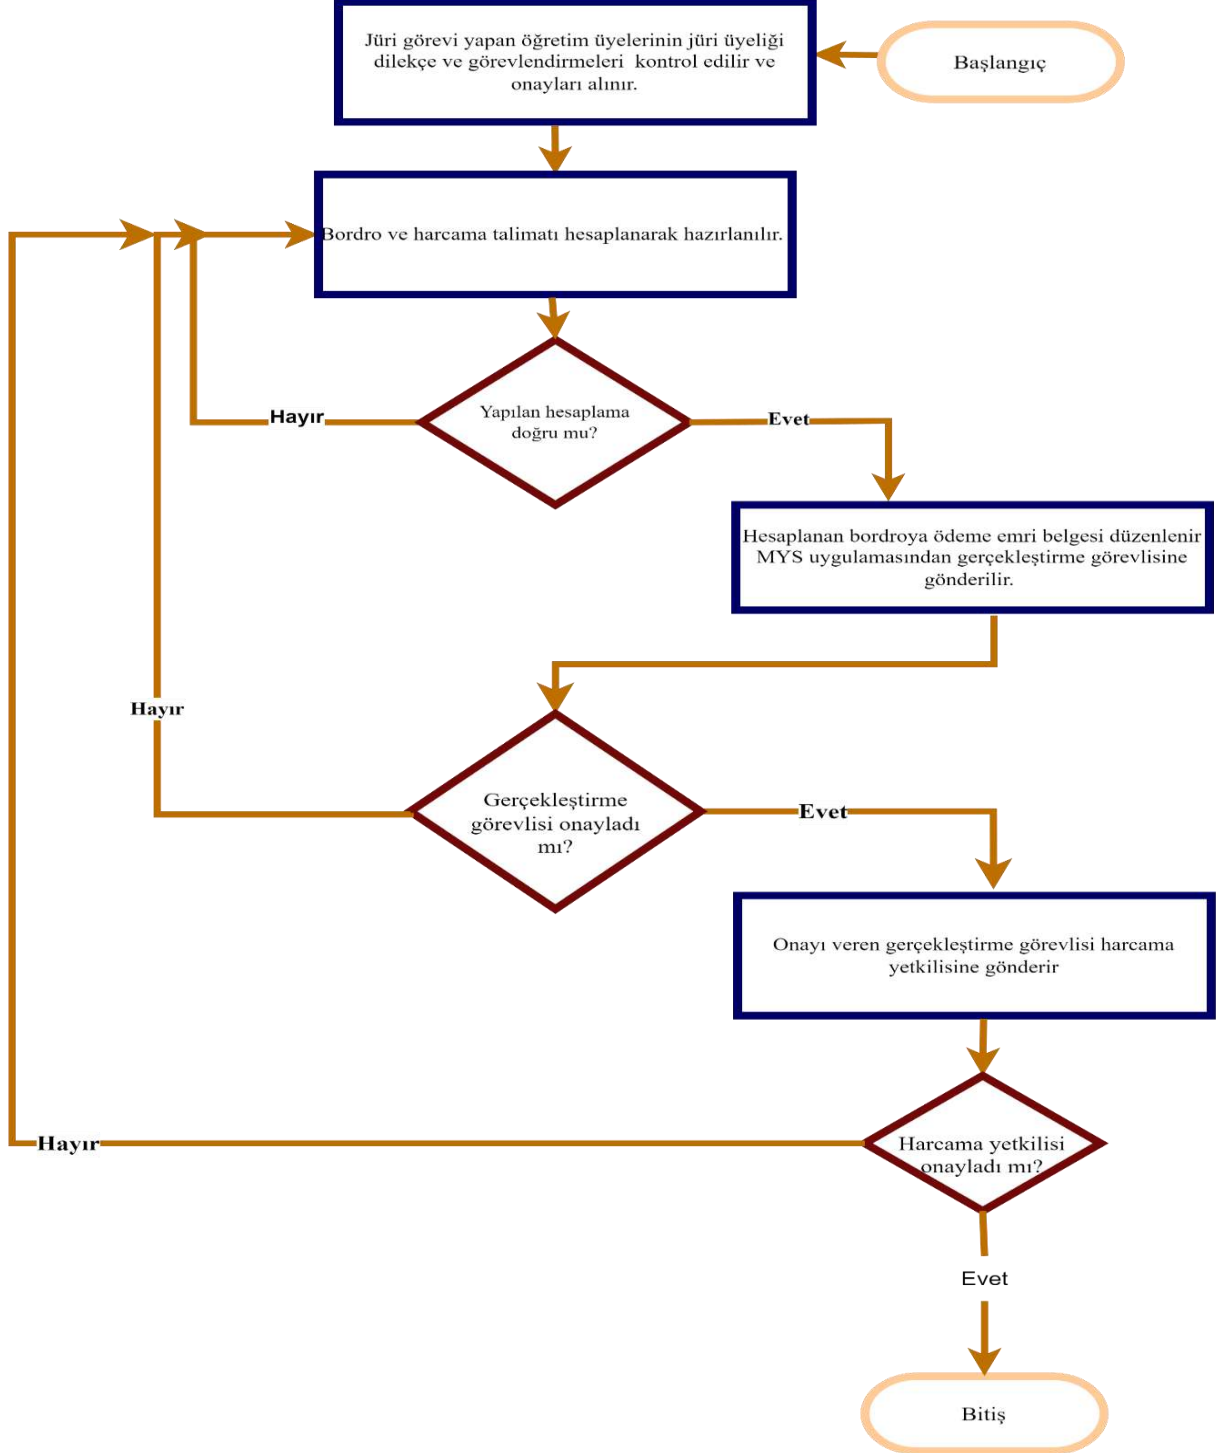 Başlangıç
Jüri görevi yapan öğretim üyelerinin jüri üyeliği
dilekçe ve görevlendirmeleri kontrol edilir ve
onayları alınır.
Bordro ve harcama talimatı hesaplanarak hazırlanılır.
Yapılan hesaplama
doğru mu?
Hayır
Evet
Hesaplanan bordroya ödeme emri belgesi düzenlenir
MYS uygulamasından gerçekleştirme görevlisine
gönderilir.
Hayır
Gerçekleştirme
görevlisi onayladı
mı?
Evet
Onayı veren gerçekleştirme görevlisi harcama
yetkilisine gönderir
Hayır
Harcama yetkilisi
onayladı mı?
Evet
Bitiş